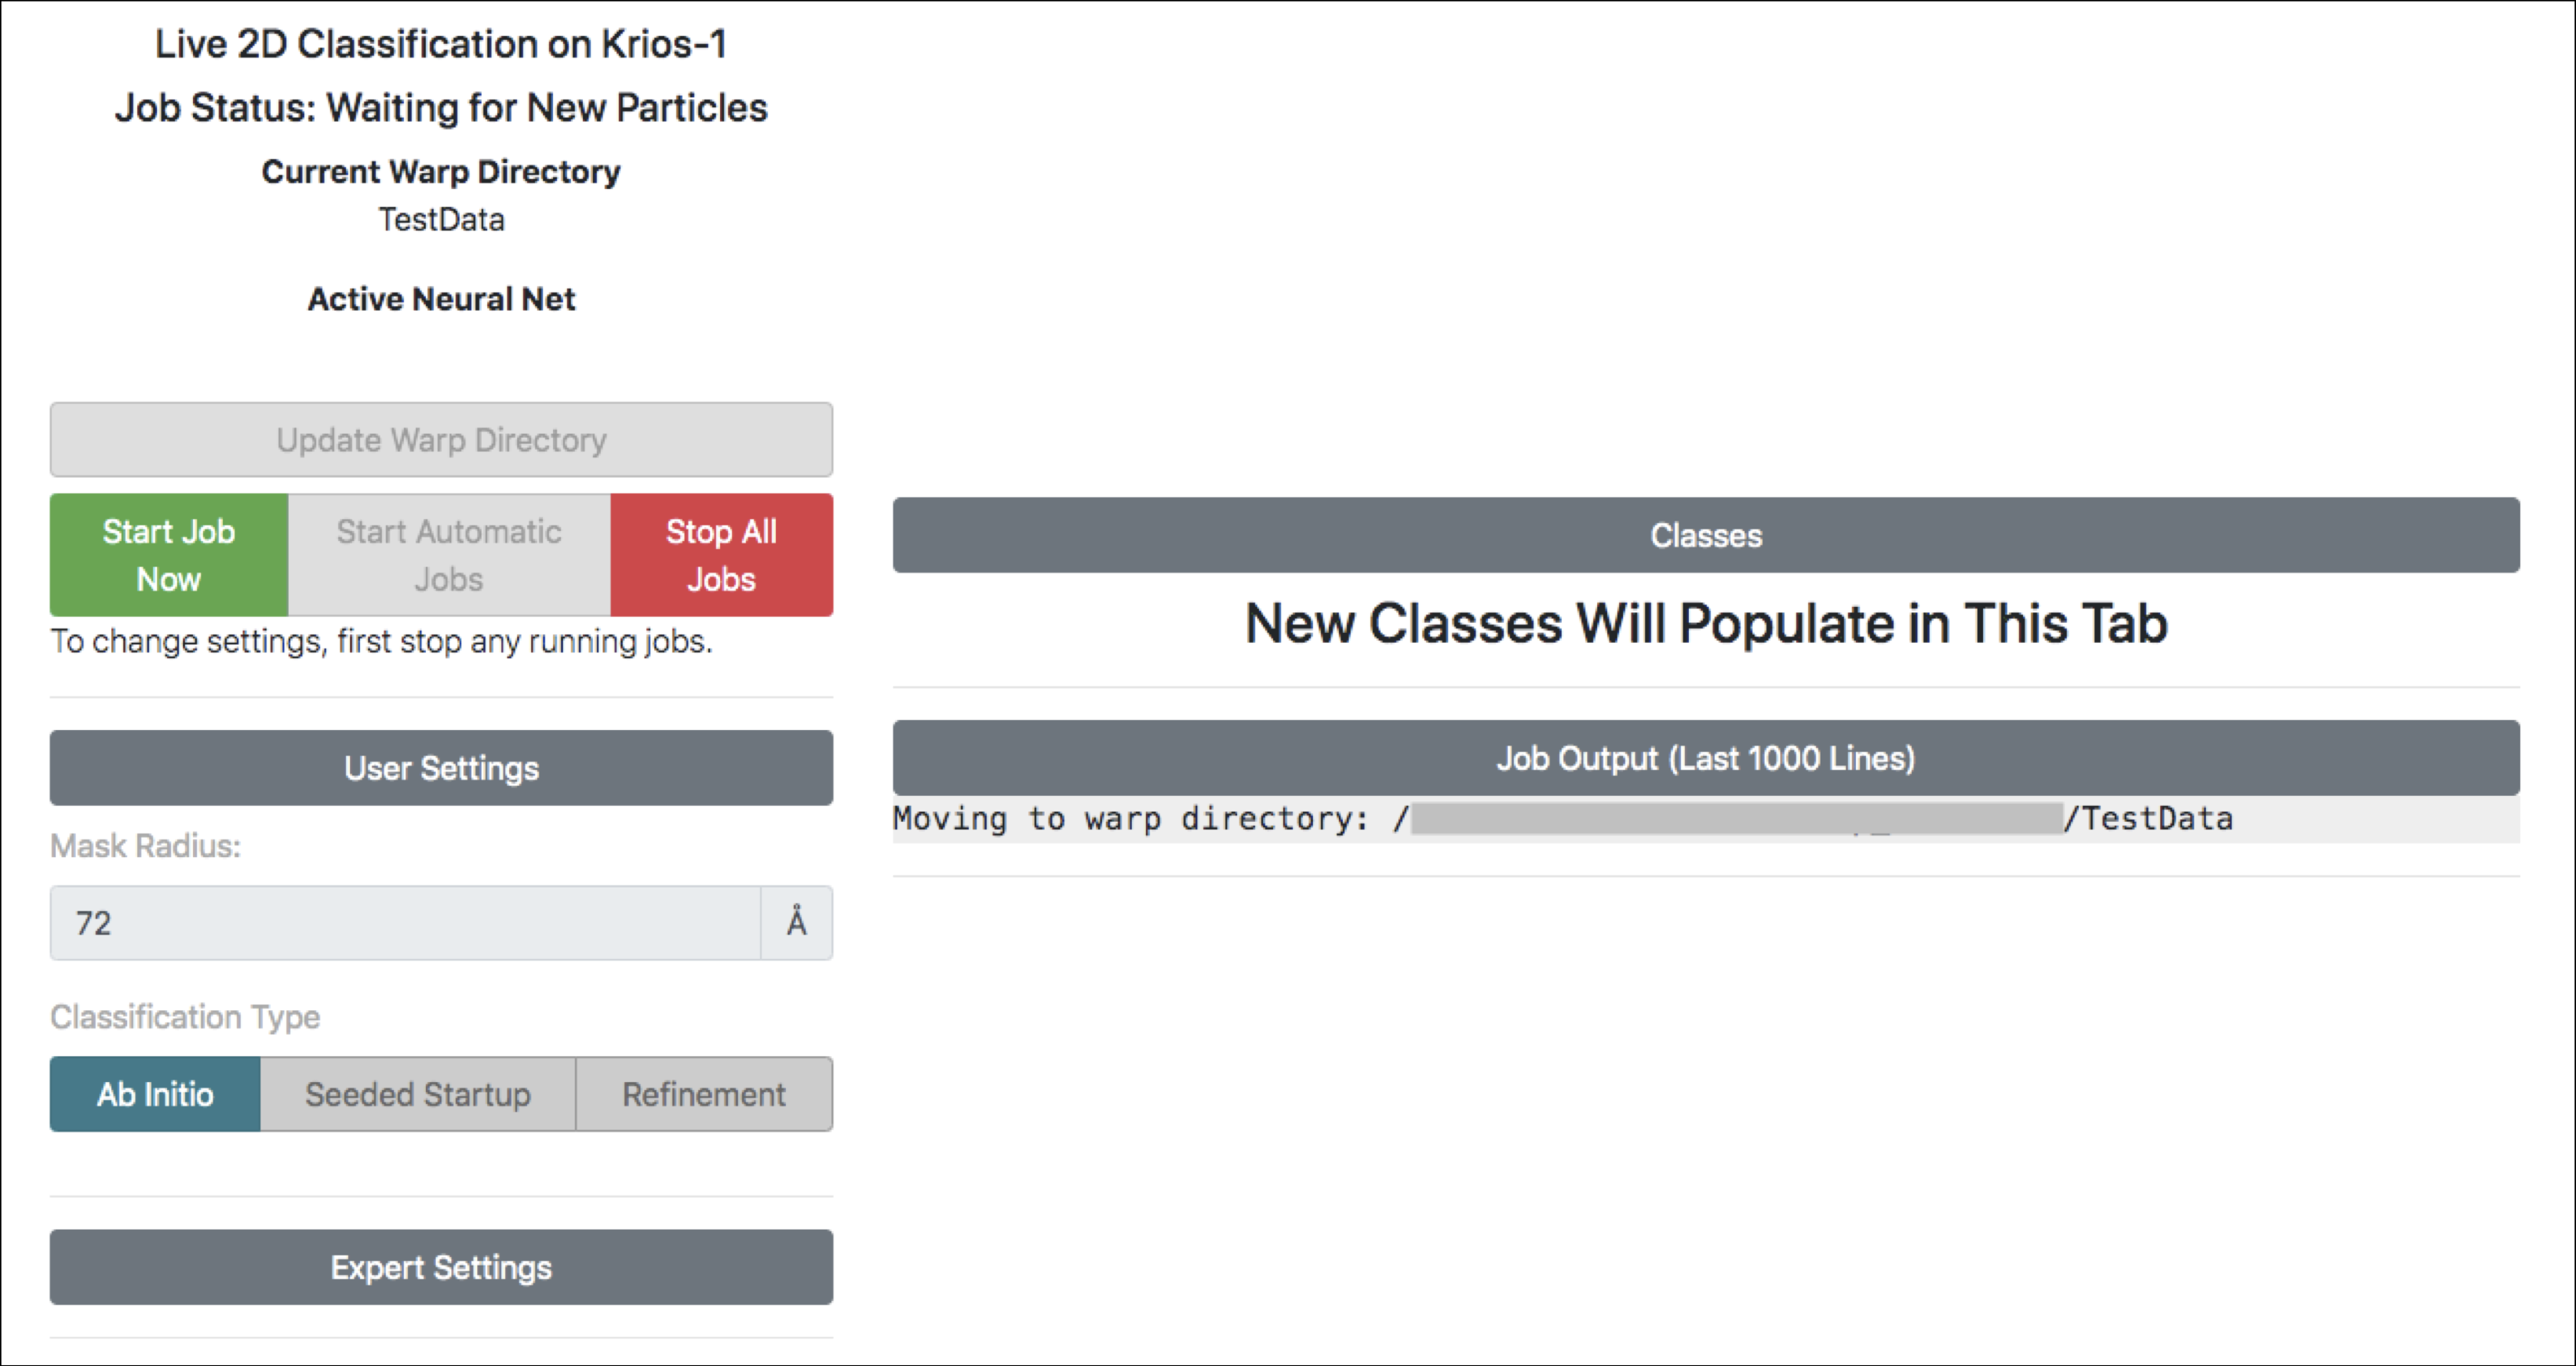 Live 2D Classification on Krios-1
Job Status: Waiting for New Particles
Current Warp Directory
TestData
Active Neural Net
Update Warp Directory
Start Job
Now
Start Automatic
Jobs
Stop All
Jobs
To change settings, first stop any running jobs.
User Settings
Mask Radius:
72 Å
Classification Type
Ab Initio
Seeded Startup
Refinement
Expert Settings
Classes
New Classes Will Populate in This Tab
Job Output (Last 1000 Lines)
Moving to warp directory: / /TestData